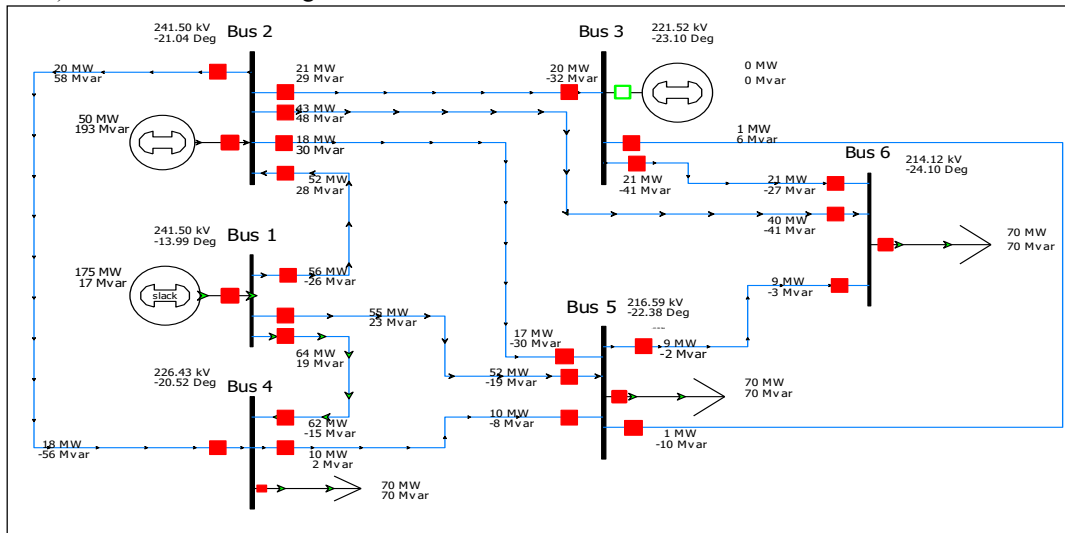 241.50 kV
-21.04 Deg
Bus 2
Bus 3
221.52 kV
-23.10 Deg
20 MW
58 Mvar
21 MW
29 Mvar
20 MW
-32 Mvar
0 MW
0 Mvar
43 MW
48 Mvar
50 MW
193 Mvar
18 MW
30 Mvar
1 MW
6 Mvar
Bus 6
214.12 kV
-24.10 Deg
52 MW
28 Mvar
21 MW
-41 Mvar
21 MW
-27 Mvar
40 MW
-41 Mvar
70 MW
70 Mvar
241.50 kV
-13.99 Deg
Bus 1
175 MW
17 Mvar
slack
56 MW
-26 Mvar
9 MW
-3 Mvar
55 MW
23 Mvar
Bus 5
216.59 kV
-22.38 Deg
---
17 MW
-30 Mvar
9 MW
-2 Mvar
64 MW
19 Mvar
226.43 kV
-20.52 Deg
Bus 4
52 MW
-19 Mvar
70 MW
70 Mvar
62 MW
-15 Mvar
10 MW
-8 Mvar
18 MW
-56 Mvar
10 MW
2 Mvar
1 MW
-10 Mvar
70 MW
70 Mvar